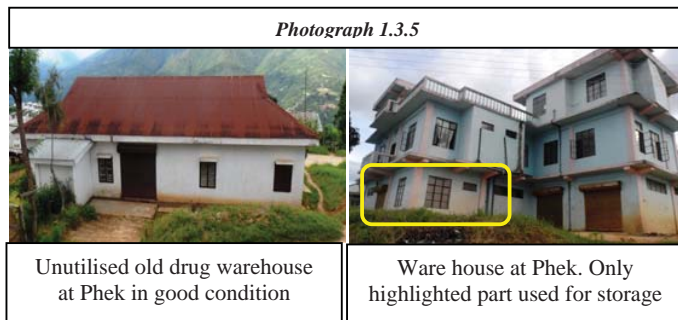 Photograph 1.3.5
Unutilised old drug warehouse
at Phek in good condition
Ware house at Phek. Only
highlighted part used for storage